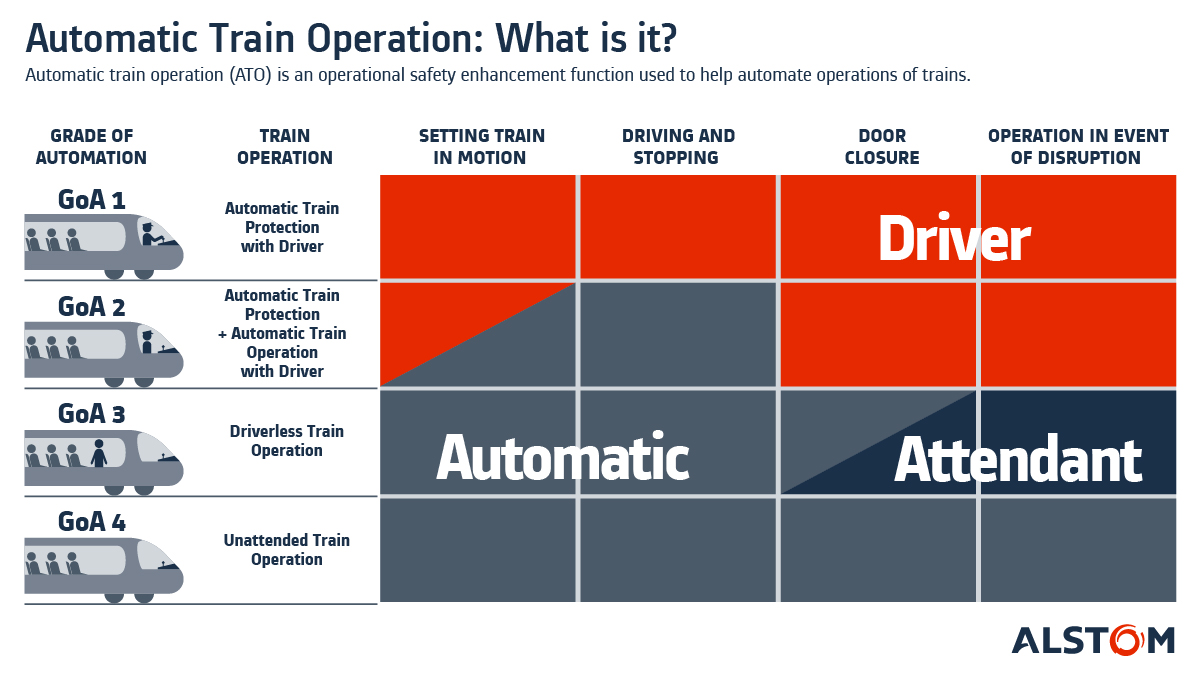 Automatic Train Operation: What is it?
Automatic train operation (ATO) is an operational safety enhancement function used to help automate operations of trains.
GRADE OF
AUTOMATION
TRAIN
OPERATION
SETTING TRAIN
IN MOTION
DRIVING AND
STOPPING
DOOR
CLOSURE
OPERATION IN EVENT
OF DISRUPTION
GoA 1
Automatic Train
Protection
with Driver
Driver
GoA 2
Automatic Train
Protection
+ Automatic Train
Operation
with Driver
GoA 3
Driverless Train
Operation
Automatic
Attendant
GoA 4
Unattended Train
Operation
ALSTOM